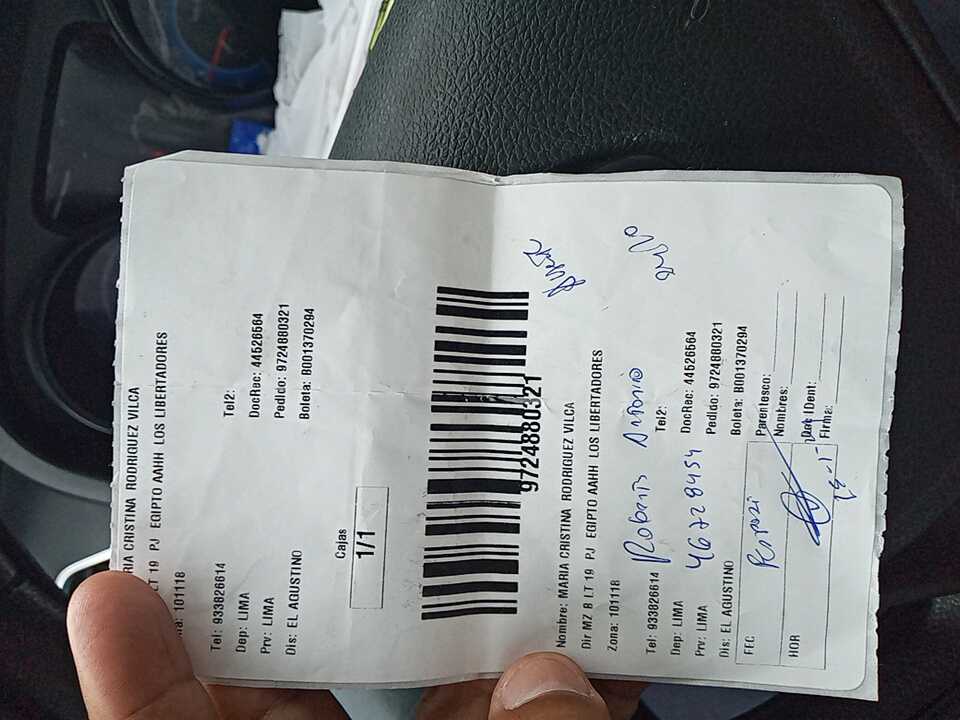 RIA CRISTINA RODRIGUEZ VILCA
LT 19 PJ EGIPTO AAHH LOS LIBERTADORES
na: 101118
Tel: 933826614 Tel2:
Dep: LIMA DocRec: 44526564
Prv: LIMA Pedido: 9724880321
Dis: EL AGUSTINO Boleta: B001370294
Cajas
1/1
9724880321
Nombre: MARIA CRISTINA RODRIGUEZ VILCA
Dir MZ B LT 19 PJ EGIPTO AAHH LOS LIBERTADORES
Zona: 101118
Roberto Antonio
Tel: 933826614 Tel2:
Dep: LIMA DocRec: 44526564
46728454
Prv: LIMA Pedido: 9724880321
Dis: EL AGUSTINO Boleta: B001370294
FEC Parentesco:
Nombres:
HOR Doc IDent:
Firma: